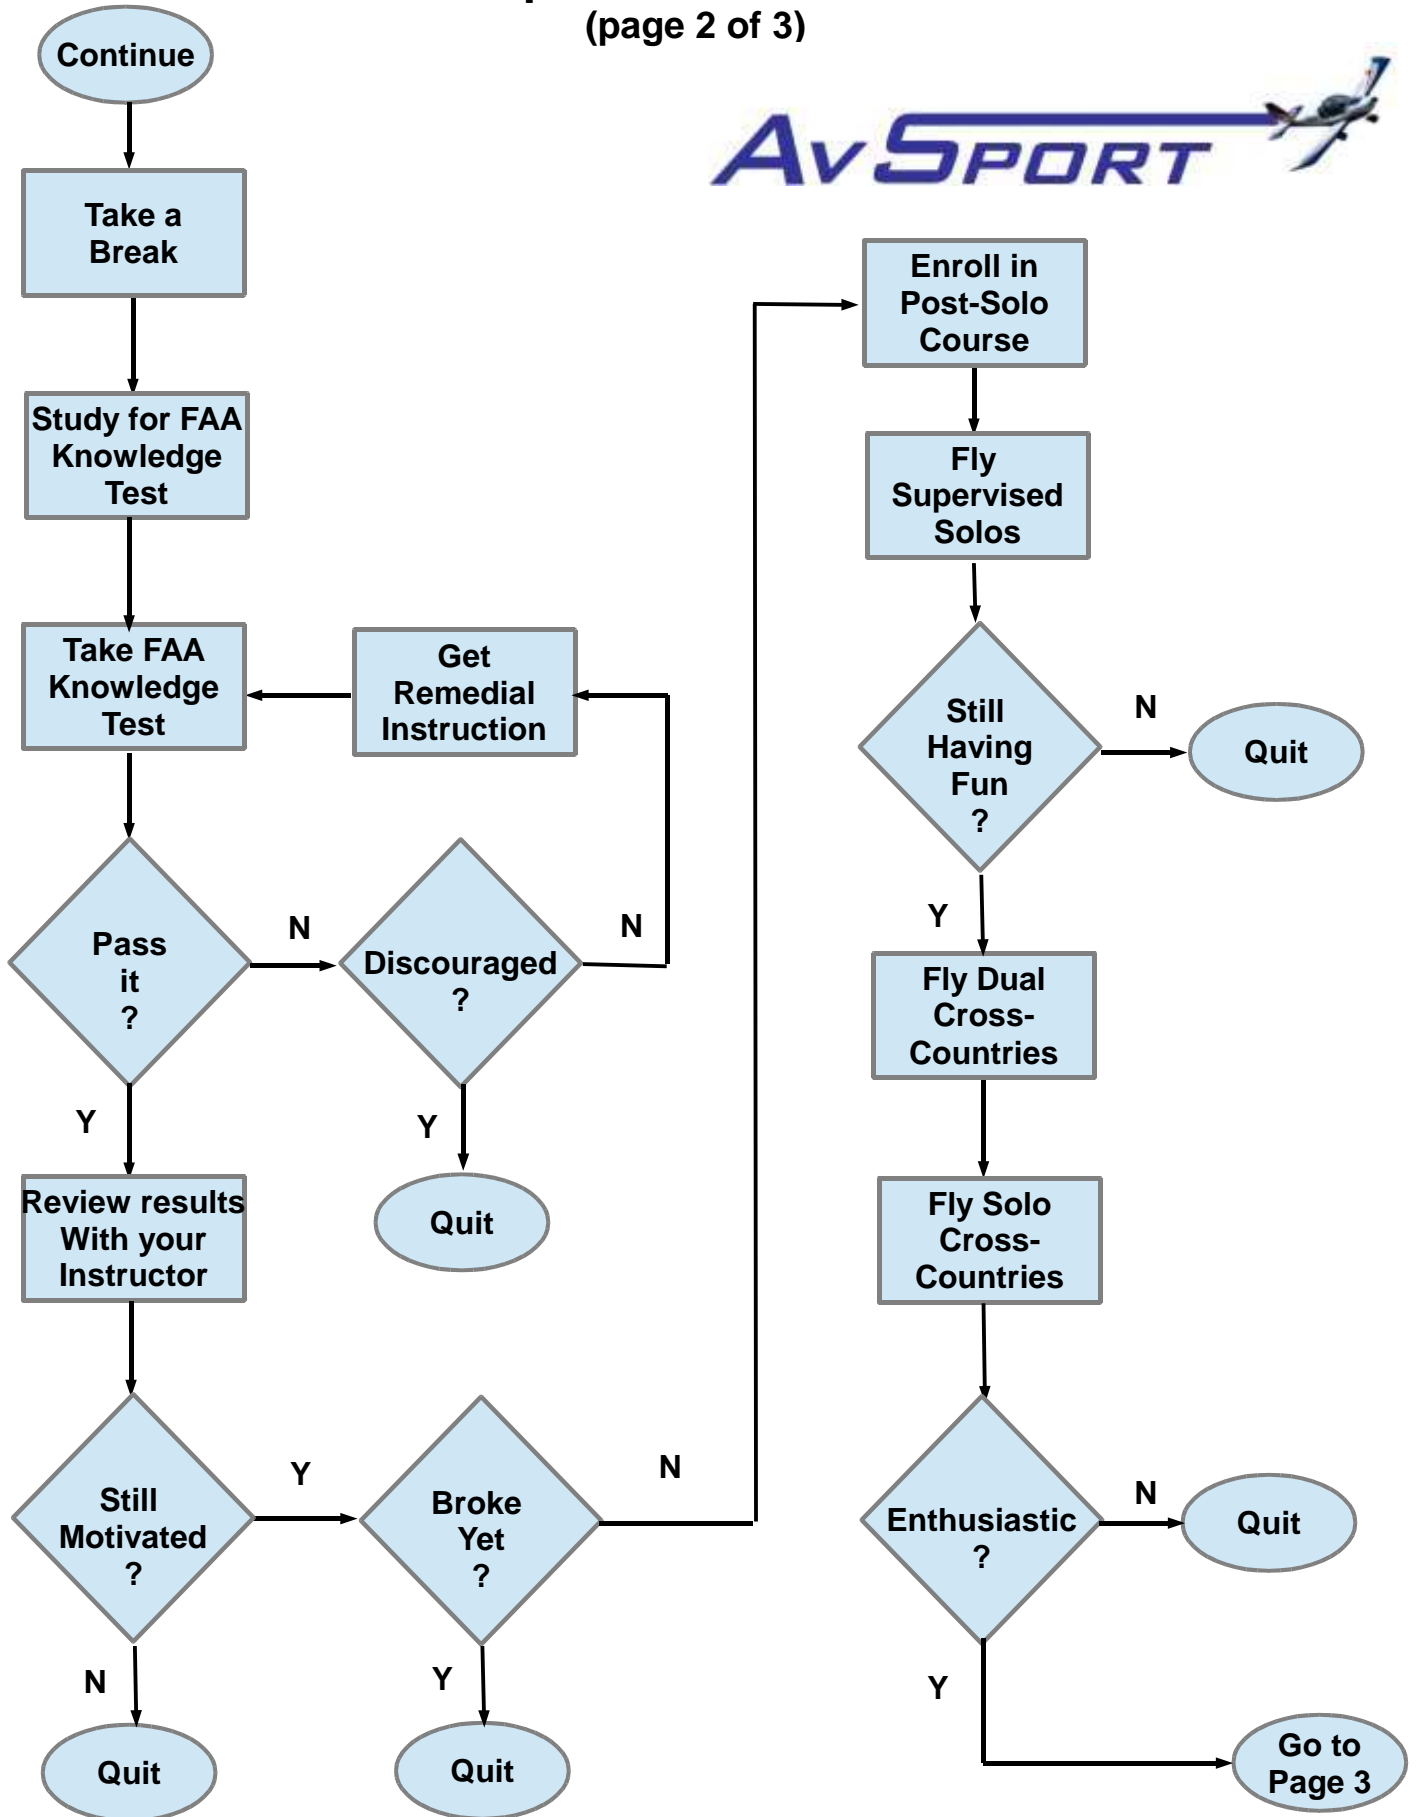 (page 2 of 3)
AvSport
Continue
Take a
Break
Study for FAA
Knowledge
Test
Take FAA
Knowledge
Test
Get
Remedial
Instruction
Pass
it
?
N
Discouraged
?
N
Y
Y
Quit
Review results
With your
Instructor
Still
Motivated
?
Y
Broke
Yet
?
N
N
Y
Quit
Quit
Enroll in
Post-Solo
Course
Fly
Supervised
Solos
Still
Having
Fun
?
N
Quit
Y
Fly Dual
Cross-
Countries
Fly Solo
Cross-
Countries
Enthusiastic
?
N
Quit
Y
Go to
Page 3